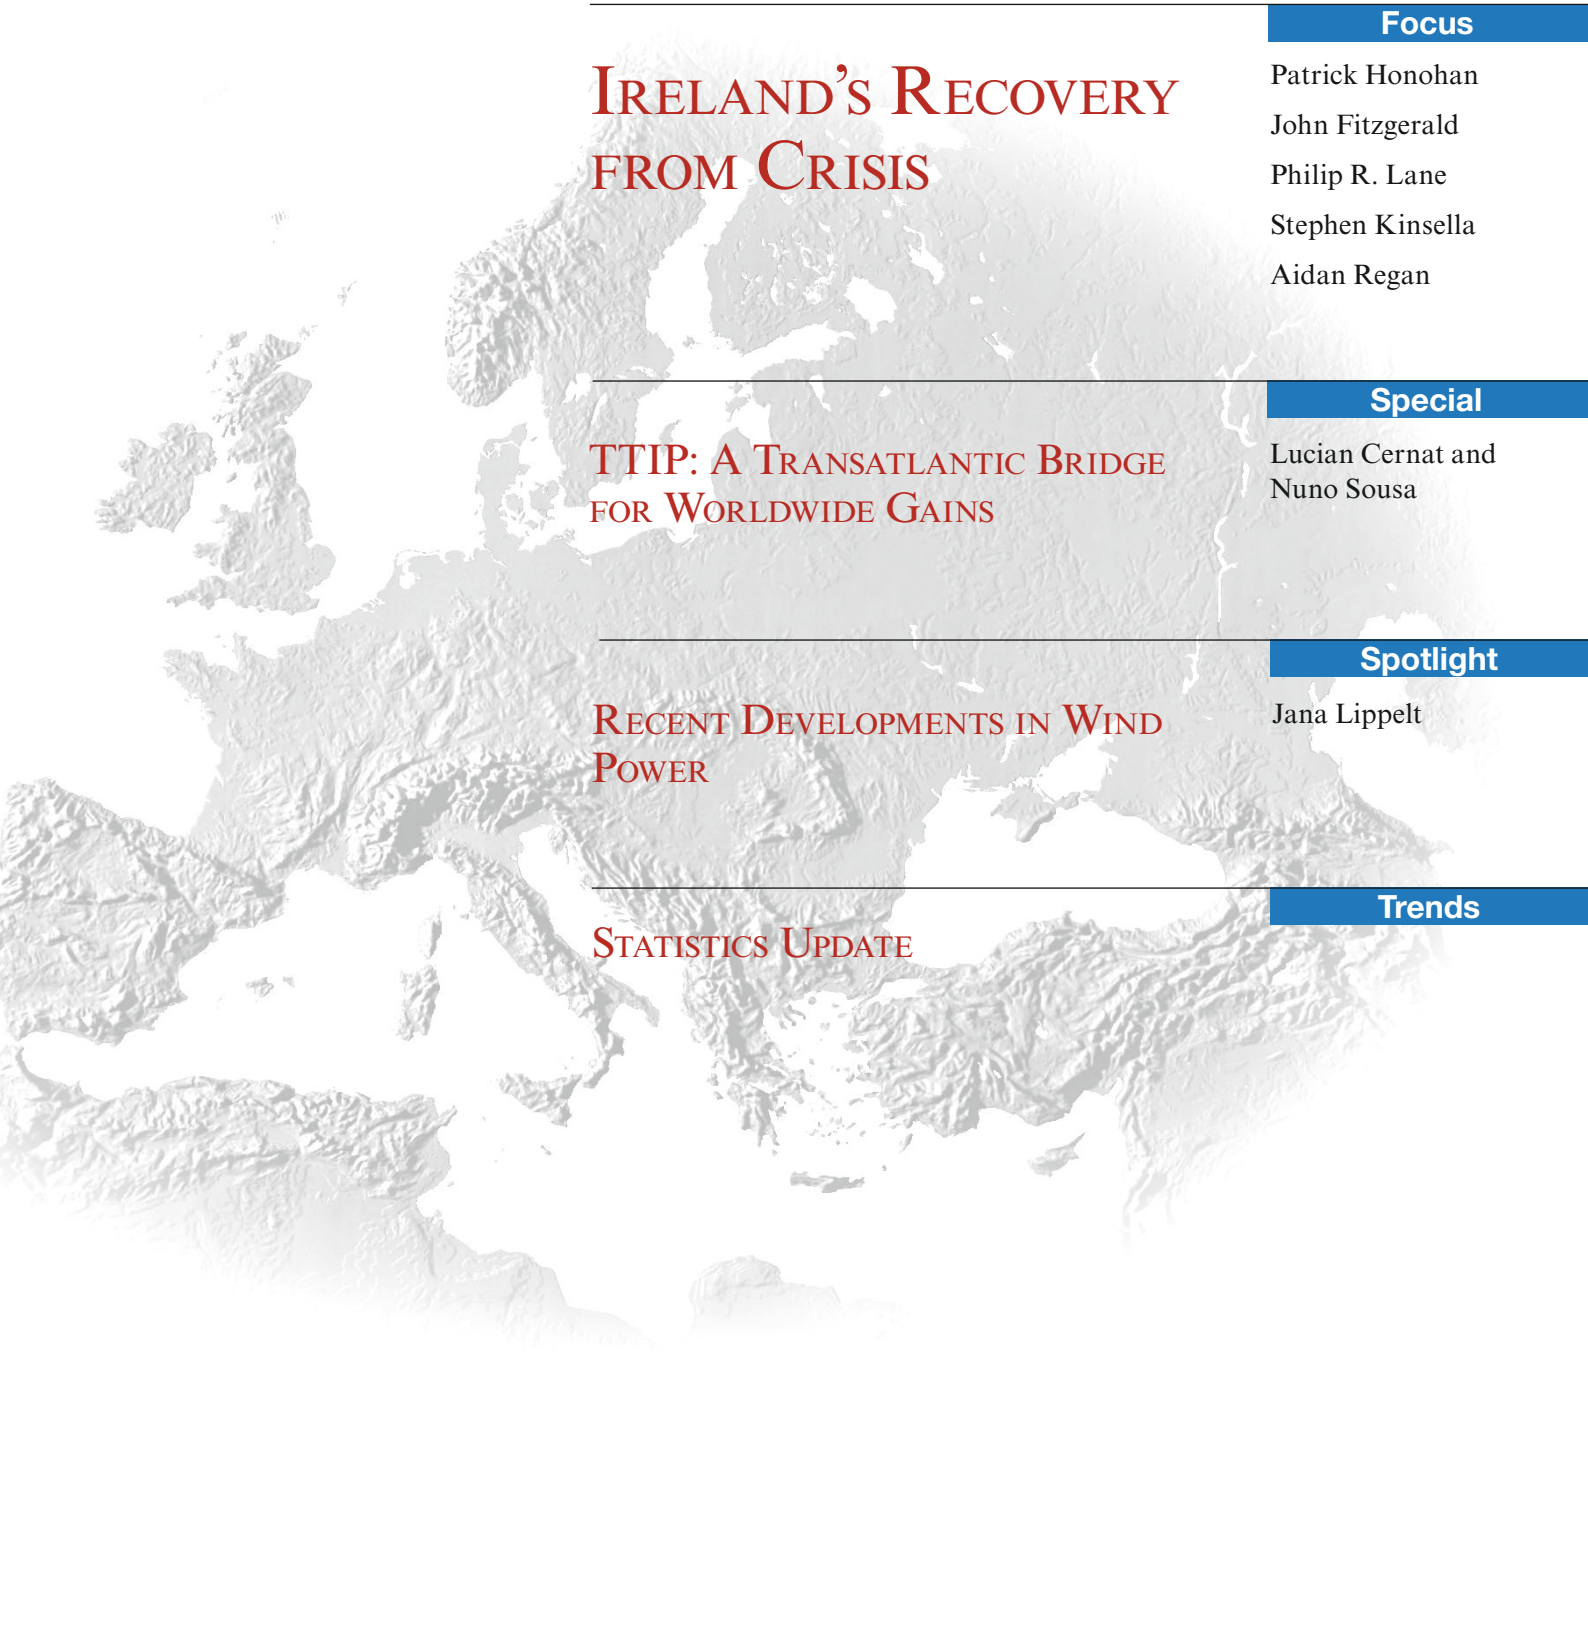 Focus
IRELAND'S RECOVERY
FROM CRISIS
Patrick Honohan
John Fitzgerald
Philip R. Lane
Stephen Kinsella
Aidan Regan
Special
TTIP: A TRANSATLANTIC BRIDGE
FOR WORLDWIDE GAINS
Lucian Cernat and
Nuno Sousa
Spotlight
RECENT DEVELOPMENTS IN WIND
POWER
Jana Lippelt
Trends
STATISTICS UPDATE